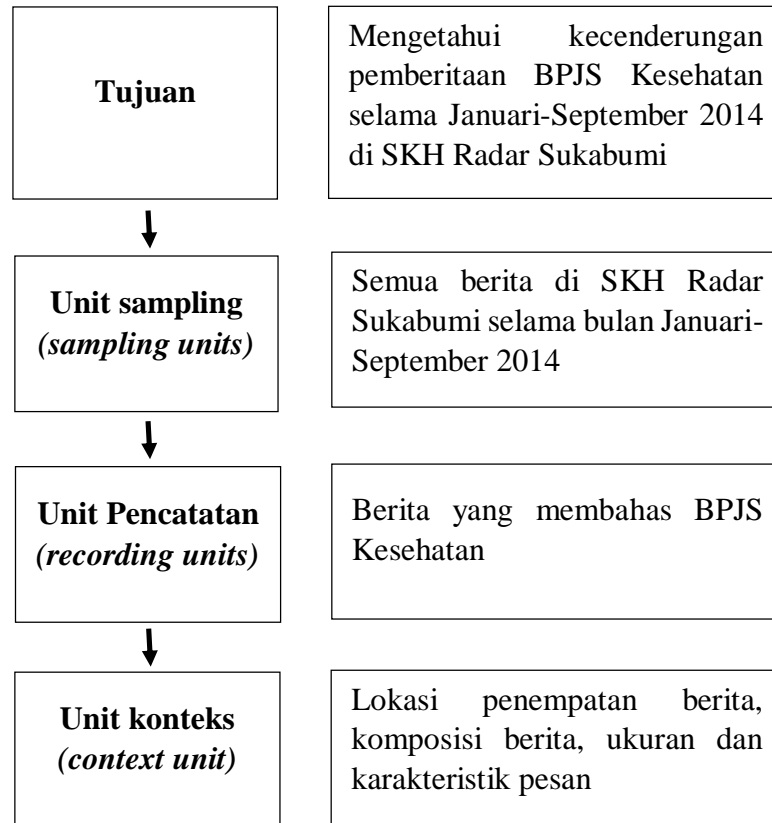 Tujuan
Mengetahui kecenderungan
pemberitaan BPJS Kesehatan
selama Januari-September 2014
di SKH Radar Sukabumi
Unit sampling
(sampling units)
Semua berita di SKH Radar
Sukabumi selama bulan Januari-
September 2014
Unit Pencatatan
(recording units)
Berita yang membahas BPJS
Kesehatan
Unit konteks
(context unit)
Lokasi penempatan berita,
komposisi berita, ukuran dan
karakteristik pesan